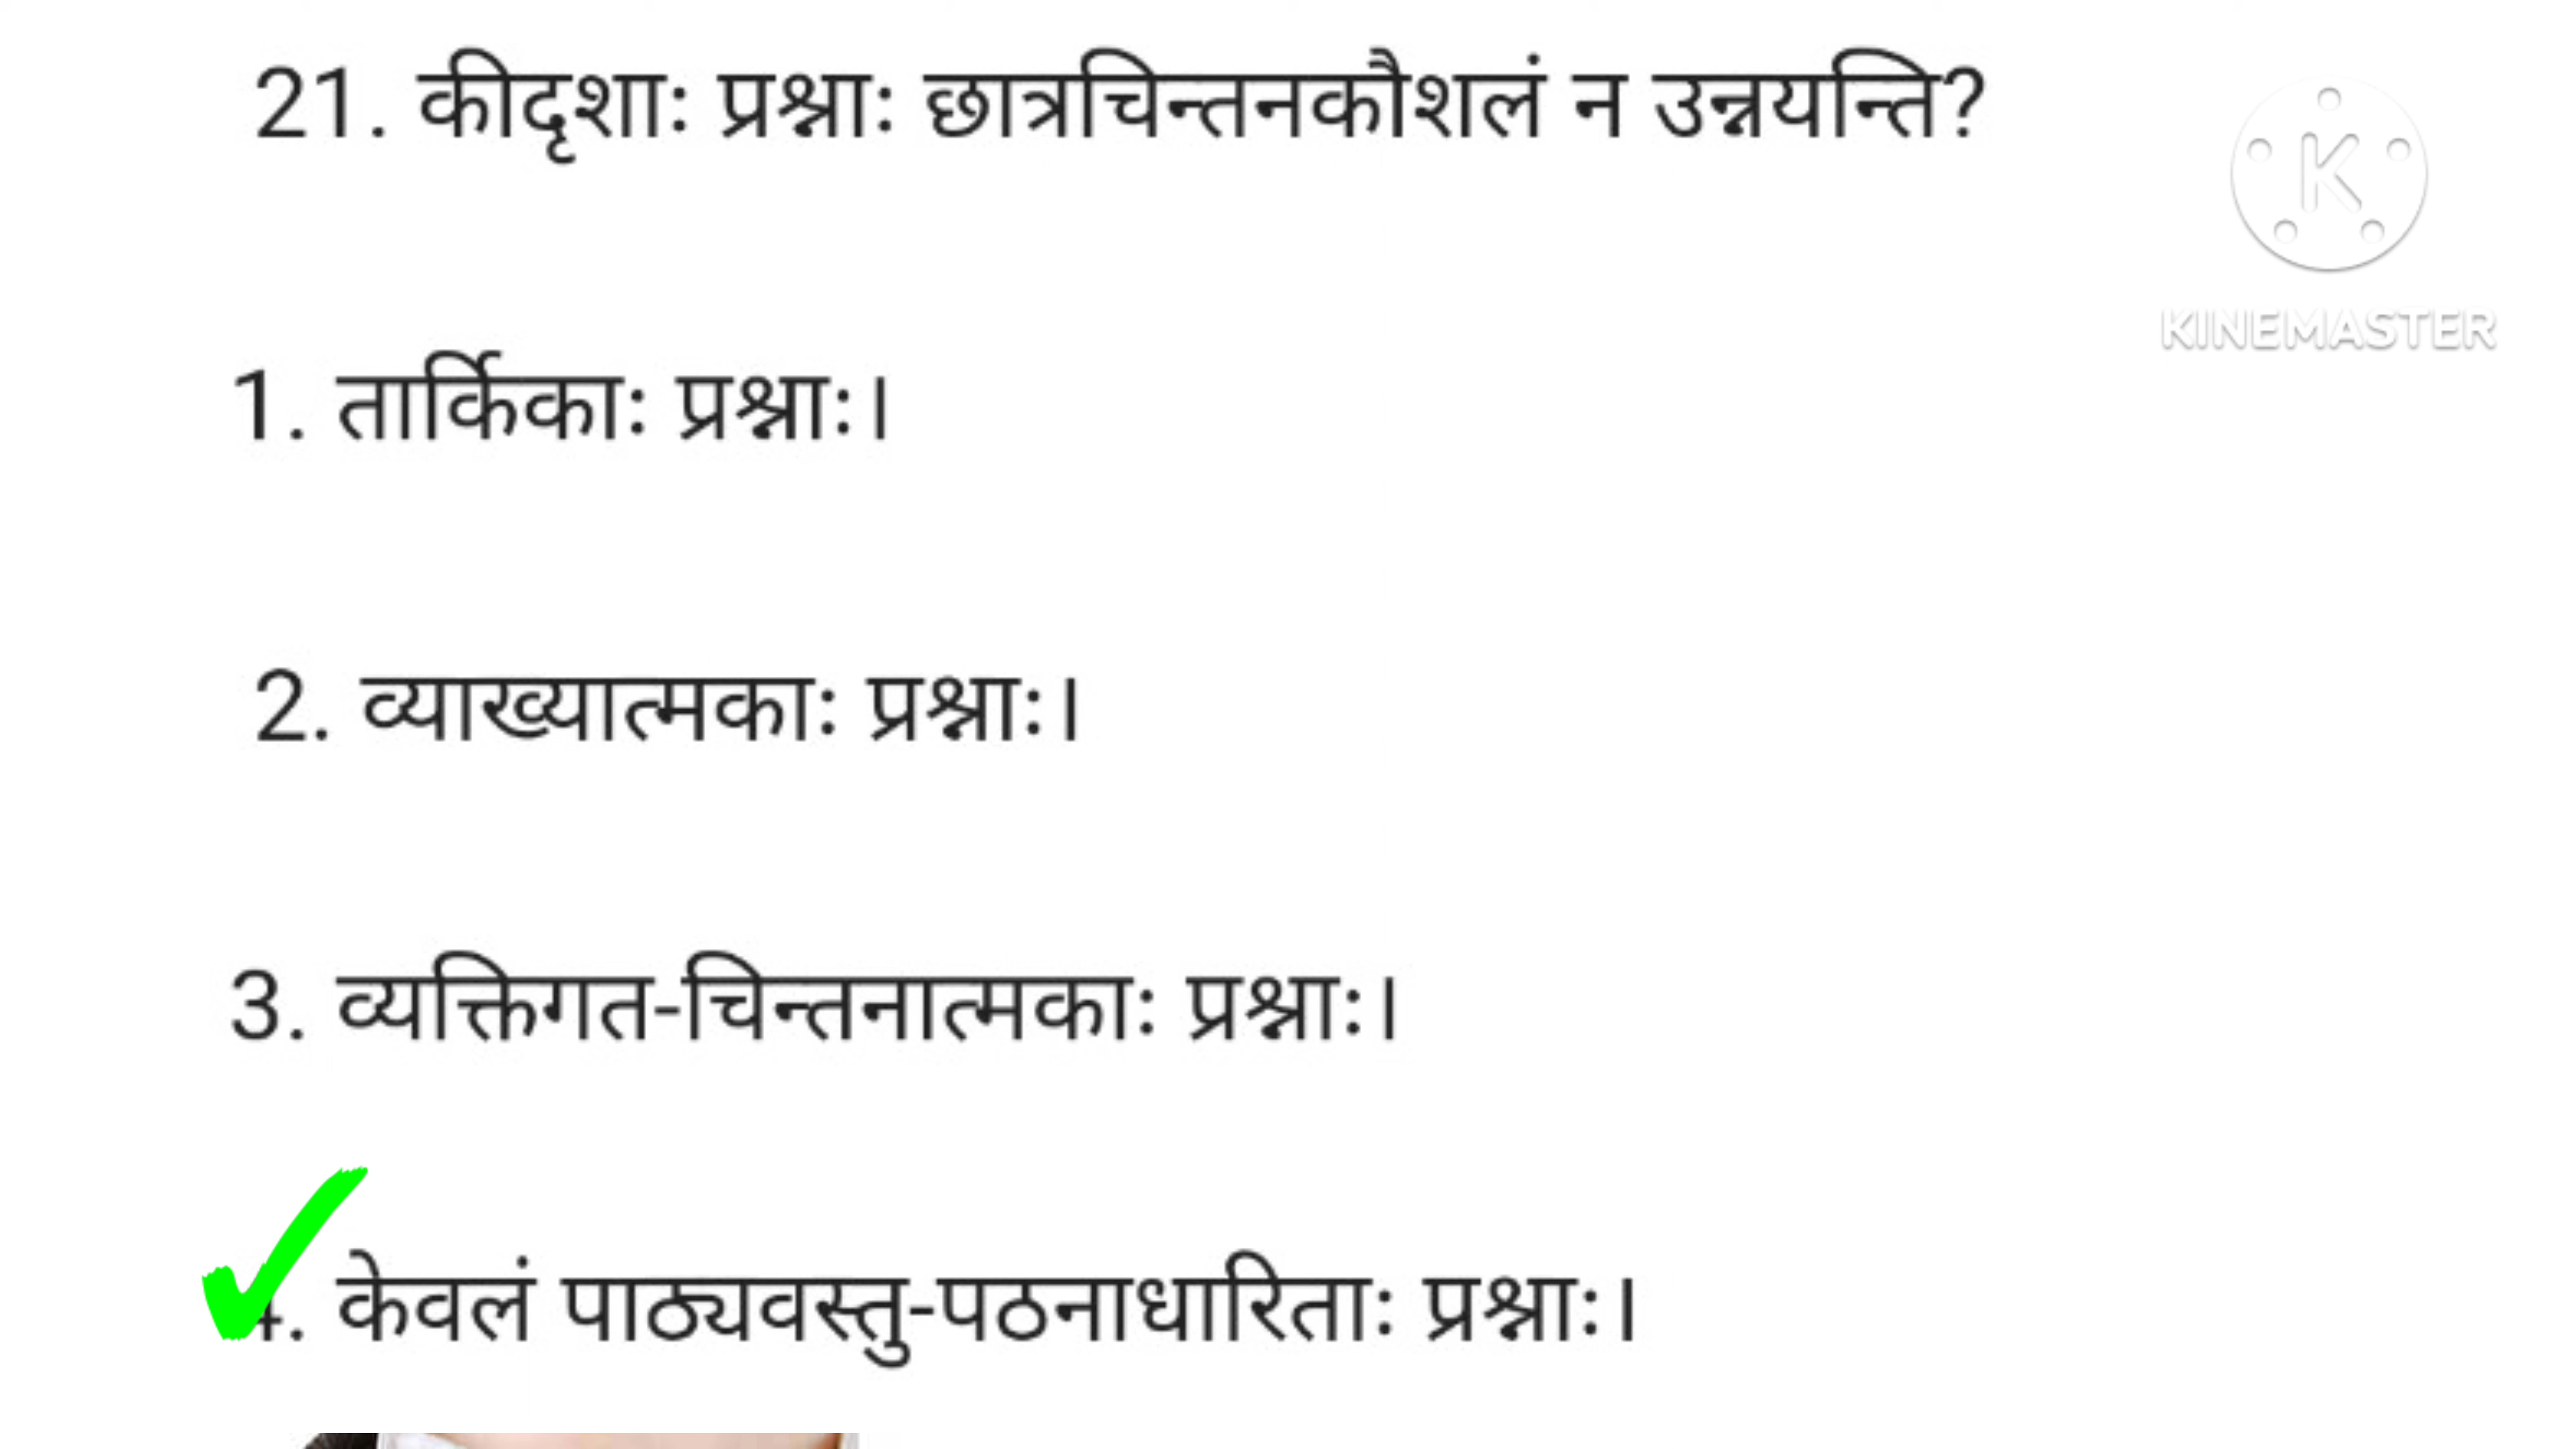 21. कीदृशाः प्रश्नाः छात्रचिन्तनकौशलं न उन्नयन्ति?
K
KINEMASTER
1. तार्किकाः प्रश्नाः।
2. व्याख्यात्मकाः प्रश्नाः।
3. व्यक्तिगत-चिन्तनात्मकाः प्रश्नाः।
4. केवलं पाठ्यवस्तु-पठनाधारिताः प्रश्नाः।